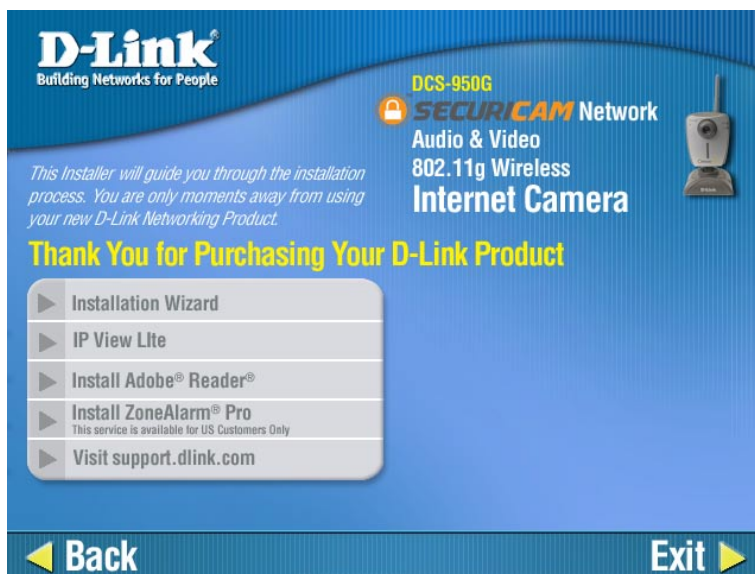 D-Link
Building Networks for People
DCS-950G
SECURICAM™ Network
Audio & Video
802.11g Wireless
Internet Camera
This Installer will guide you through the installation
process. You are only moments away from using
your new D-Link Networking Product.
Thank You for Purchasing Your D-Link Product
Installation Wizard
IP View LIte
Install Adobe® Reader®
Install ZoneAlarm® Pro
This service is available for US Customers Only
Visit support.dlink.com
Back
Exit